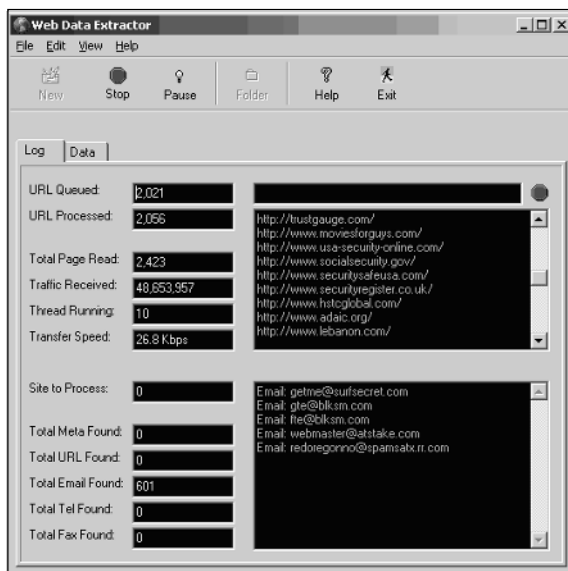 Web Data Extractor
File Edit View Help
New Stop Pause Folder Help Exit
Log Data
URL Queued: 2,021
URL Processed: 2,056
Total Page Read: 2,423
Traffic Received: 48,653,957
Thread Running: 10
Transfer Speed: 26.8 Kbps
http://trustgauge.com/
http://www.moviesforguys.com/
http://www.usa-security-online.com/
http://www.socialsecurity.gov/
http://www.securitysafeusa.com/
http://www.securityregister.co.uk/
http://www.hstcglobal.com/
http://www.adaic.org/
http://www.lebanon.com/
Site to Process: 0
Total Meta Found: 0
Total URL Found: 0
Total Email Found: 601
Total Tel Found: 0
Total Fax Found: 0
Email: getme@surfsecret.com
Email: gte@blksm.com
Email: fte@blksm.com
Email: webmaster@atstake.com
Email: redoregonno@spamsatx.rr.com